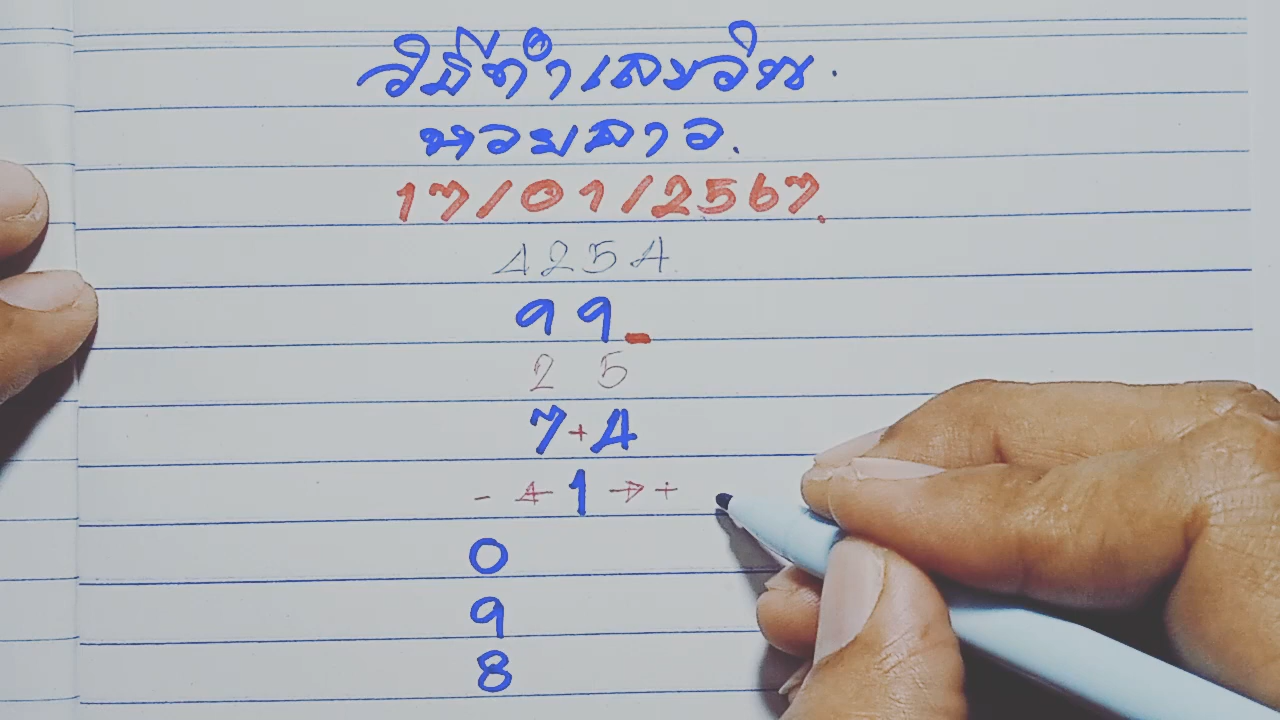 วิธีทำเลขวิน.
หวยลาว.
17/01/2567.
4254
99-
2 5
7+4
- ← 1 → +
0
9
8